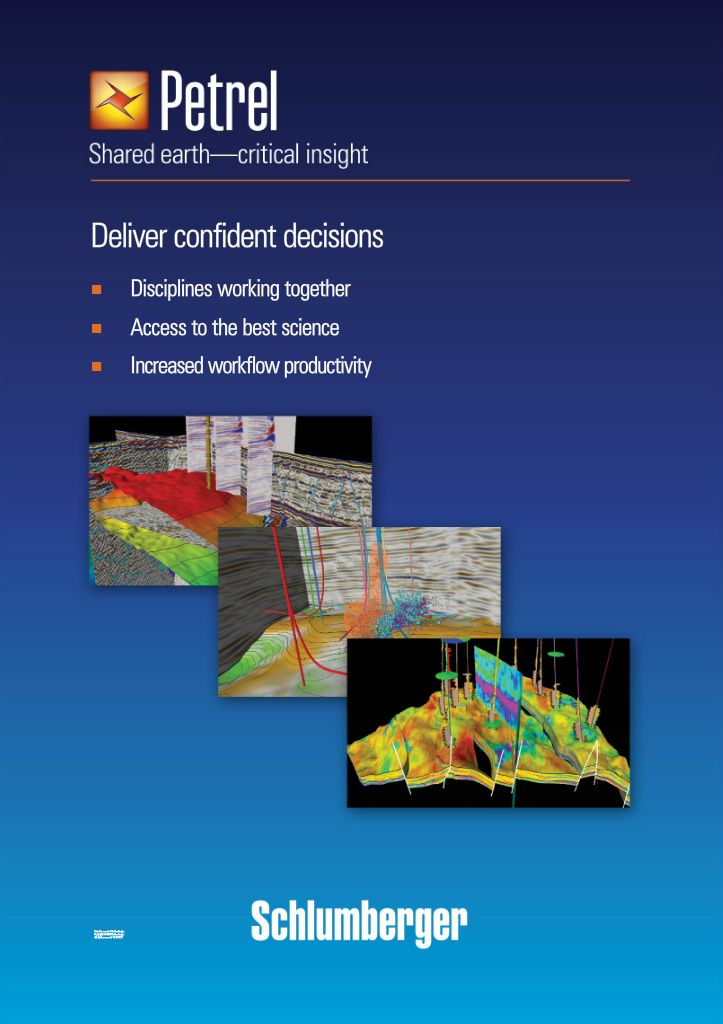 Petrel
Shared earth—critical insight
Deliver confident decisions
Disciplines working together
Access to the best science
Increased workflow productivity
Schlumberger